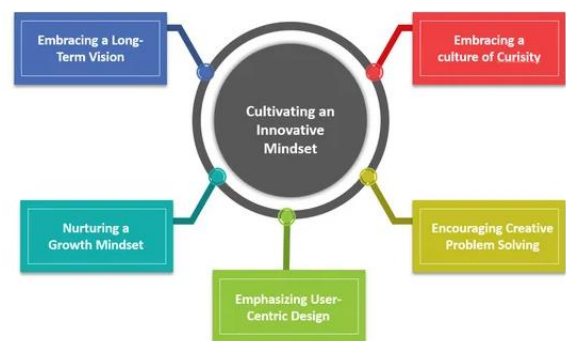 Embracing a Long-
Term Vision
Embracing a
culture of Curisity
Cultivating an
Innovative
Mindset
Nurturing a
Growth Mindset
Encouraging Creative
Problem Solving
Emphasizing User-
Centric Design